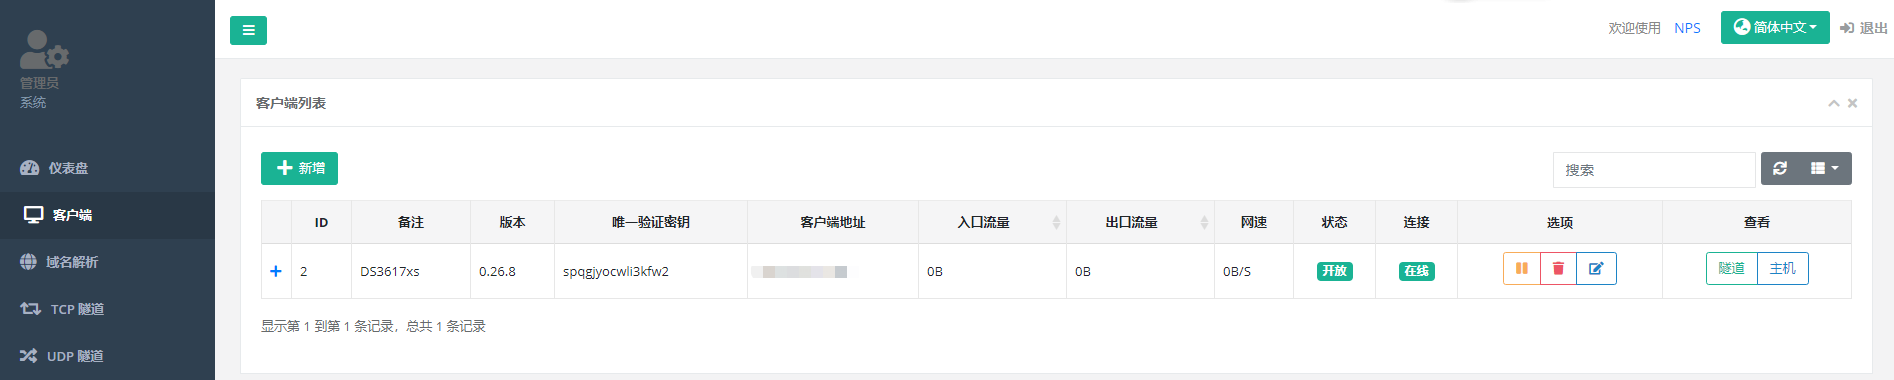 管理员
系统
仪表盘
客户端
域名解析
TCP 隧道
UDP 隧道
欢迎使用 NPS 简体中文 退出
客户端列表
新增
搜索
ID 备注 版本 唯一验证密钥 客户端地址 入口流量 出口流量 网速 状态 连接 选项 查看
2 DS3617xs 0.26.8 spqgjyocwli3kfw2 0B 0B 0B/S 开放 在线 隧道 主机
显示第 1 到第 1 条记录，总共 1 条记录